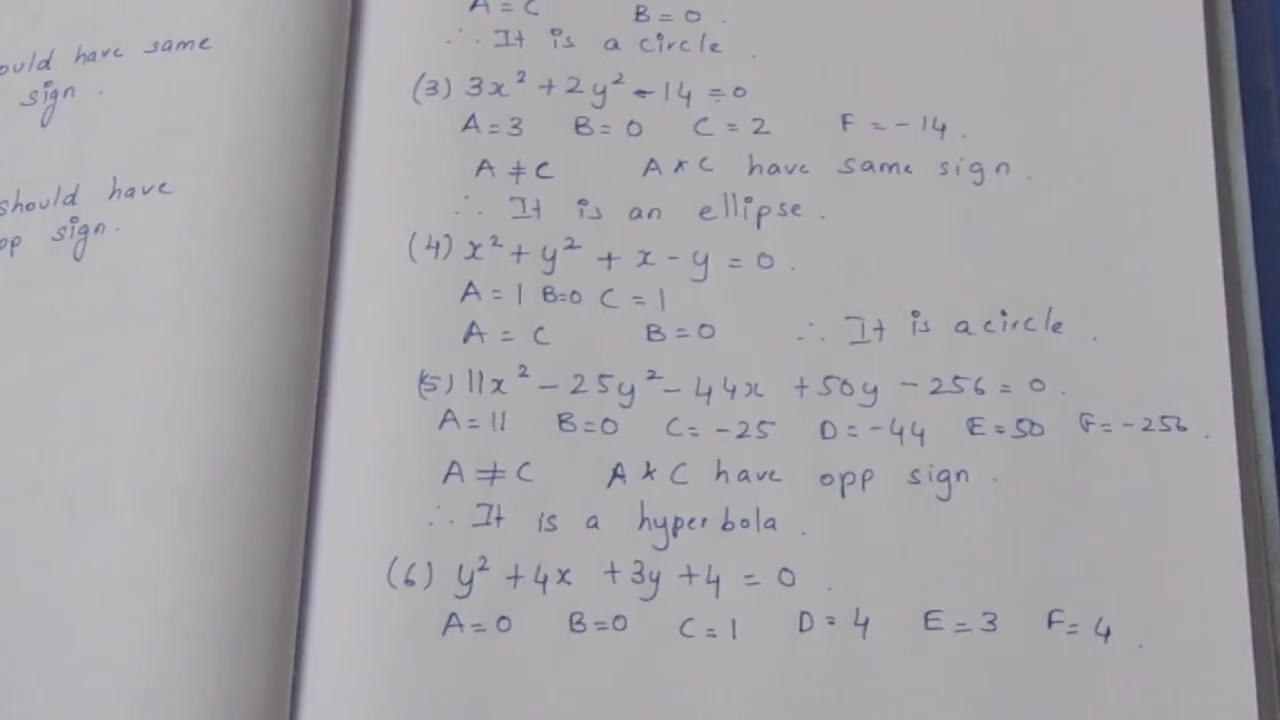 ould have same
sign.
should have
opp sign.
A = C B = 0.
∴ It is a circle.
(3) 3x² + 2y² - 14 = 0
A = 3 B = 0 C = 2 F = -14.
A ≠ C A & C have same sign.
∴ It is an ellipse.
(4) x² + y² + x - y = 0.
A = 1 B=0 C = 1
A = C B = 0 ∴ It is a circle.
(5) 11x² - 25y² - 44x + 50y - 256 = 0.
A = 11 B = 0 C = -25 D = -44 E = 50 F = -256.
A ≠ C A & C have opp sign.
∴ It is a hyperbola.
(6) y² + 4x + 3y + 4 = 0.
A = 0 B = 0 C = 1 D = 4 E = 3 F = 4.